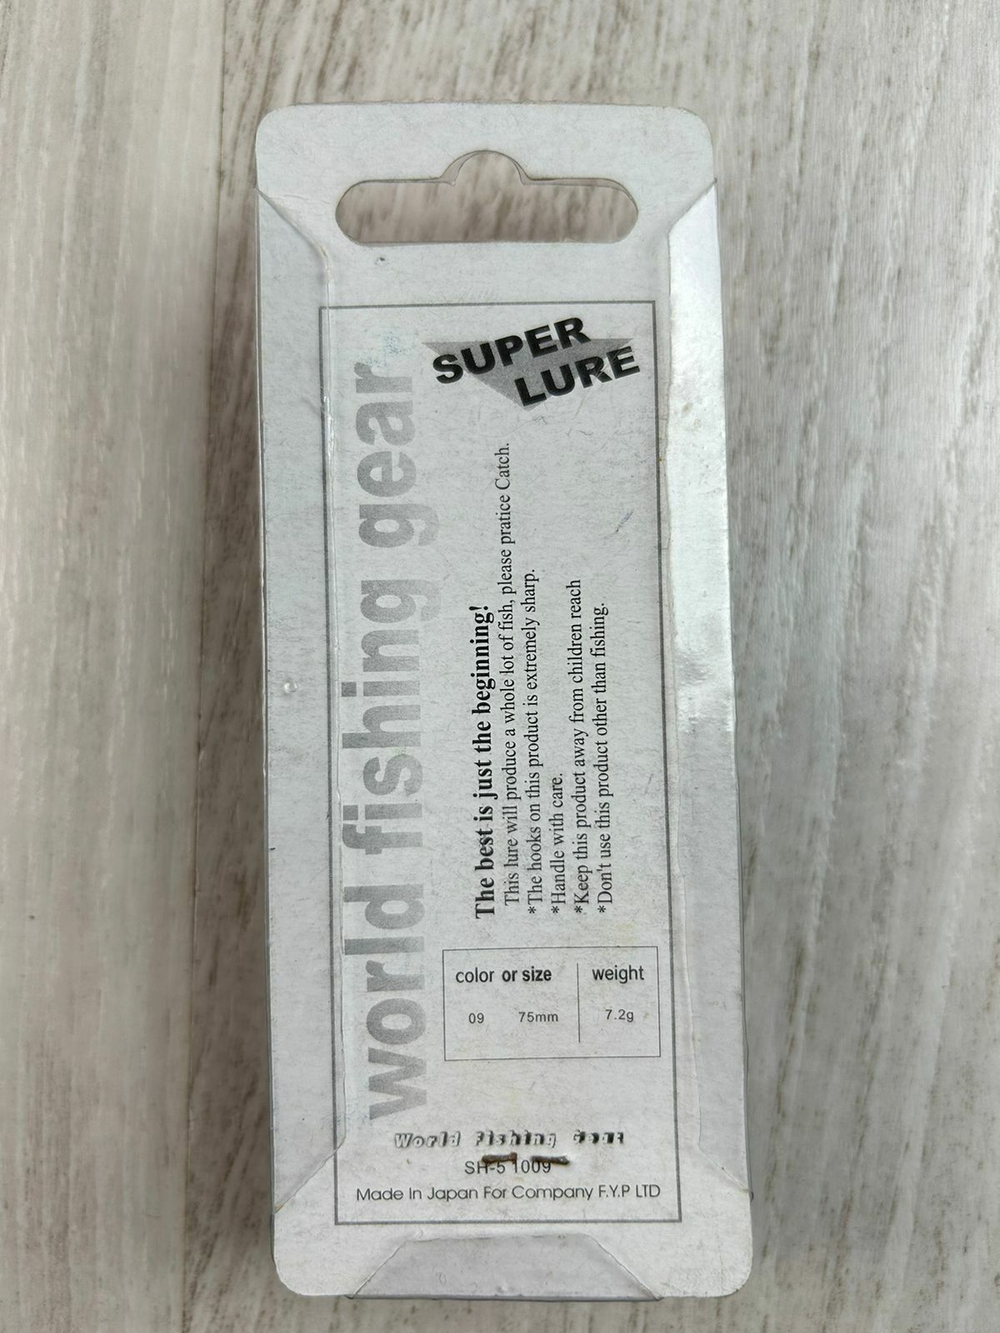 SUPER
LURE
world fishing gear
The best is just the beginning!
This lure will produce a whole lot of fish, please pratice Catch.
*The hooks on this product is extremely sharp.
*Handle with care.
*Keep this product away from children reach
*Don't use this product other than fishing.
color or size weight
09 75mm 7.2g
World Fishing Gear
SH-5 1009
Made In Japan For Company F.Y.P LTD